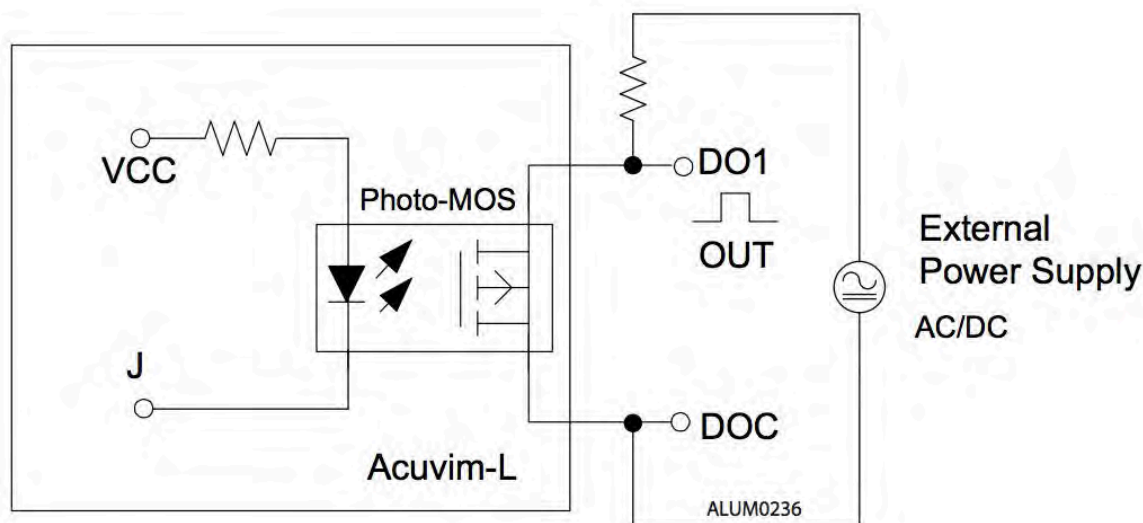 VCC
Photo-MOS
J
Acuvim-L
DO1
OUT
DOC
External
Power Supply
AC/DC
ALUM0236